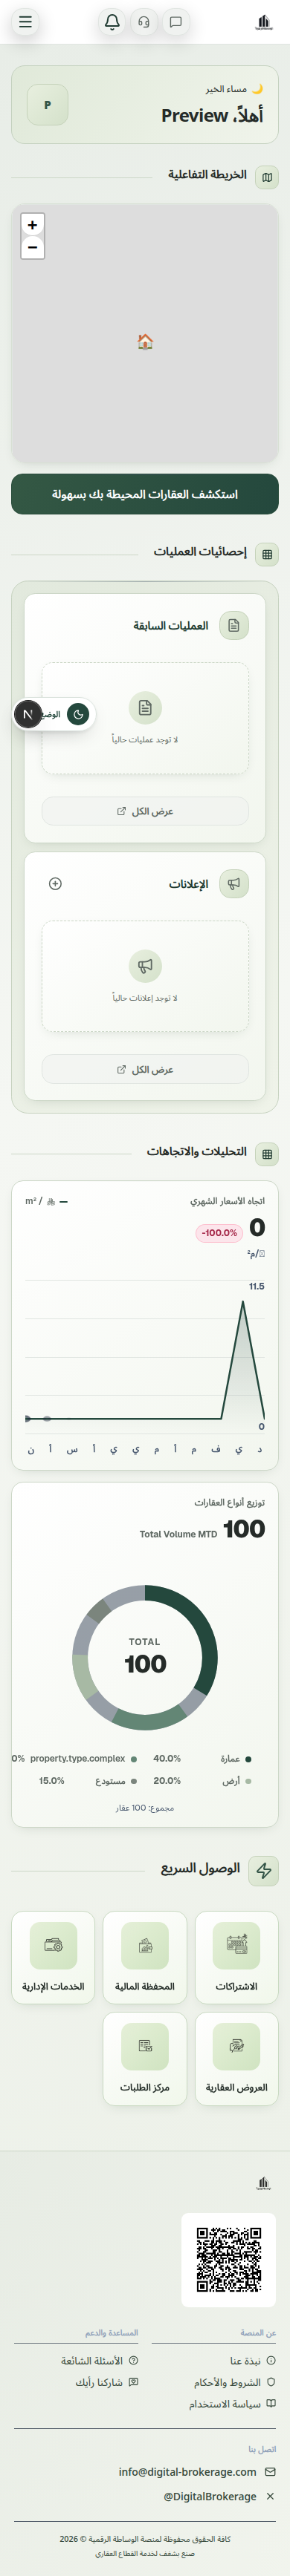 🌙 مساء الخير
أهلاً، Preview
P
الخريطة التفاعلية
+
−
استكشف العقارات المحيطة بك بسهولة
إحصائيات العمليات
العمليات السابقة
لا توجد عمليات حالياً
الوضع
N
عرض الكل
الإعلانات
لا توجد إعلانات حالياً
عرض الكل
التحليلات والاتجاهات
اتجاه الأسعار الشهري
m² /
0
-100.0%
/م²
11.5
0
د ي ف م أ م ي ي أ س أ ن
توزيع أنواع العقارات
100 Total Volume MTD
TOTAL
100
عمارة 40.0%
property.type.complex 0%
أرض 20.0%
مستودع 15.0%
مجموع: 100 عقار
الوصول السريع
الاشتراكات
المحفظة المالية
الخدمات الإدارية
العروض العقارية
مركز الطلبات
عن المنصة
نبذة عنا
الشروط والأحكام
سياسة الاستخدام
المساعدة والدعم
الأسئلة الشائعة
شاركنا رأيك
اتصل بنا
info@digital-brokerage.com
@DigitalBrokerage
كافة الحقوق محفوظة لمنصة الوساطة الرقمية © 2026
صنع بشغف لخدمة القطاع العقاري